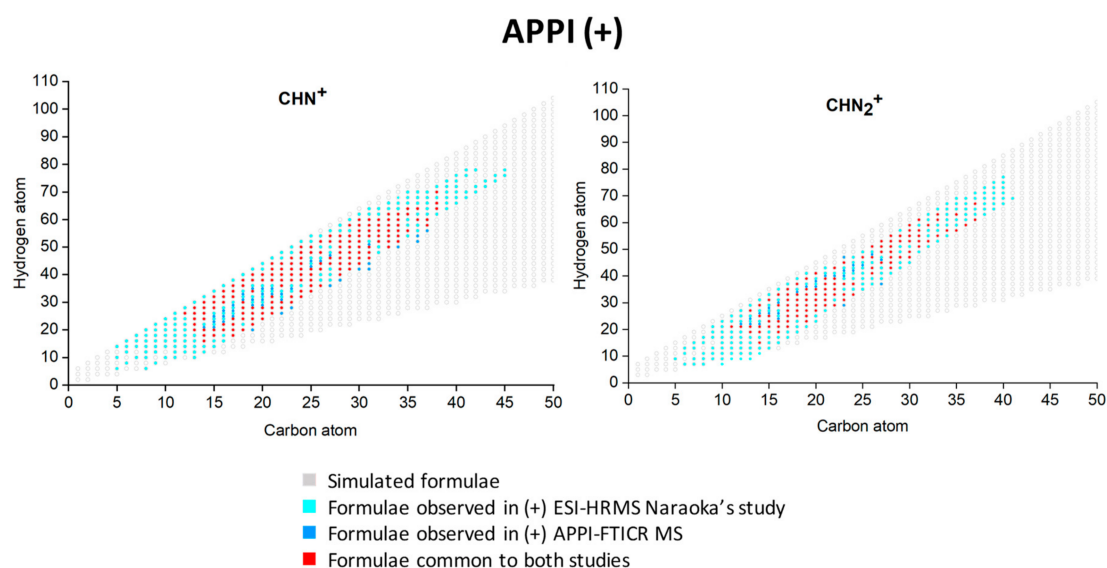 APPI (+)
CHN+
Hydrogen atom
110
100
90
80
70
60
50
40
30
20
10
0
0 5 10 15 20 25 30 35 40 45 50
Carbon atom
CHN2+
Hydrogen atom
110
100
90
80
70
60
50
40
30
20
10
0
0 5 10 15 20 25 30 35 40 45 50
Carbon atom
Simulated formulae
Formulae observed in (+) ESI-HRMS Naraoka's study
Formulae observed in (+) APPI-FTICR MS
Formulae common to both studies